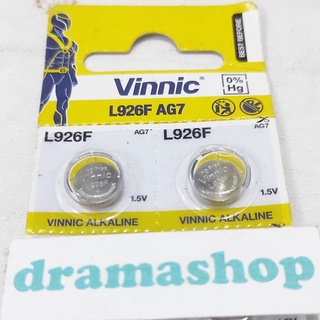 BEST BEFORE
Vinnic®
0% Hg
L926F AG7
L926F AG7
L926F AG7
1.5V
1.5V
VINNIC ALKALINE
VINNIC ALKALINE
dramashop